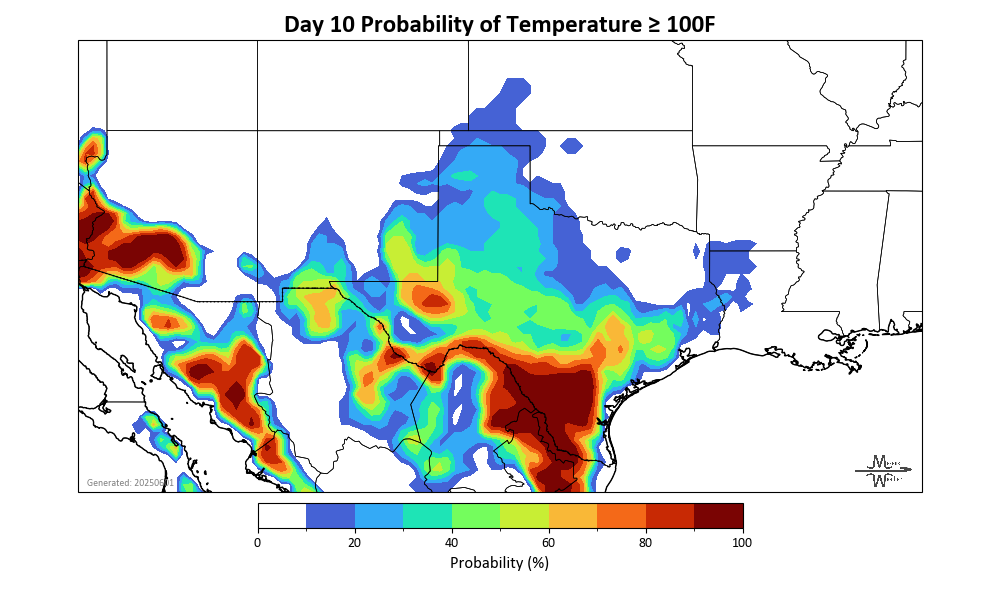 Day 10 Probability of Temperature ≥ 100F
Generated: 20250601
0 20 40 60 80 100
Probability (%)